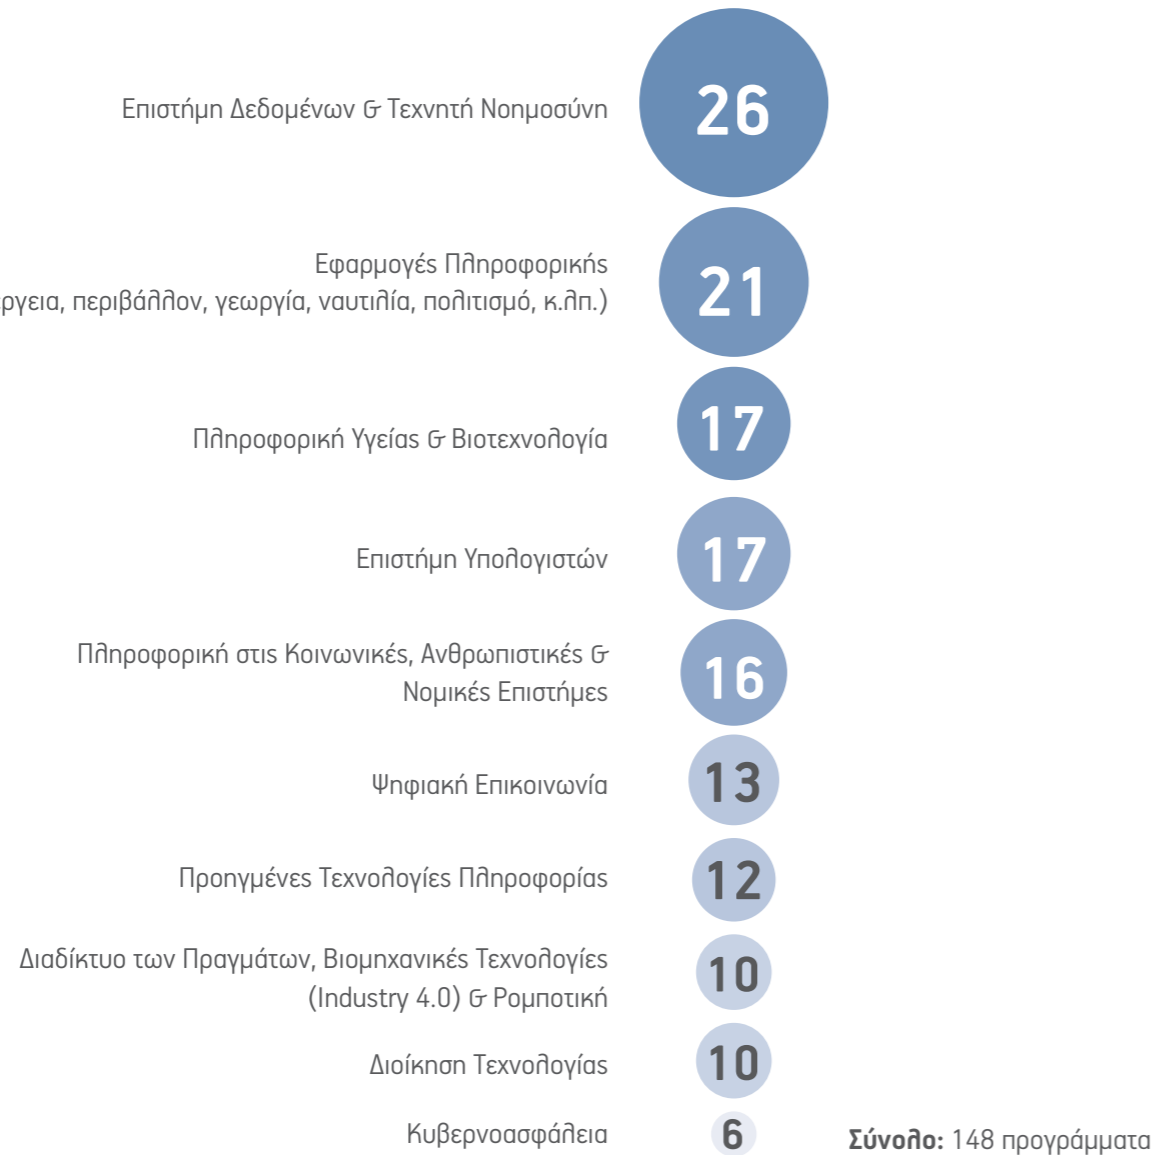 Επιστήμη Δεδομένων & Τεχνητή Νοημοσύνη
26
Εφαρμογές Πληροφορικής
περιβάλλον, γεωργία, ναυτιλία, πολιτισμό, κ.λπ.)
21
Πληροφορική Υγείας & Βιοτεχνολογία
17
Επιστήμη Υπολογιστών
17
Πληροφορική στις Κοινωνικές, Ανθρωπιστικές &
Νομικές Επιστήμες
16
Ψηφιακή Επικοινωνία
13
Προηγμένες Τεχνολογίες Πληροφορίας
12
Διαδίκτυο των Πραγμάτων, Βιομηχανικές Τεχνολογίες
(Industry 4.0) & Ρομποτική
10
Διοίκηση Τεχνολογίας
10
Κυβερνοασφάλεια
6
Σύνολο: 148 προγράμματα